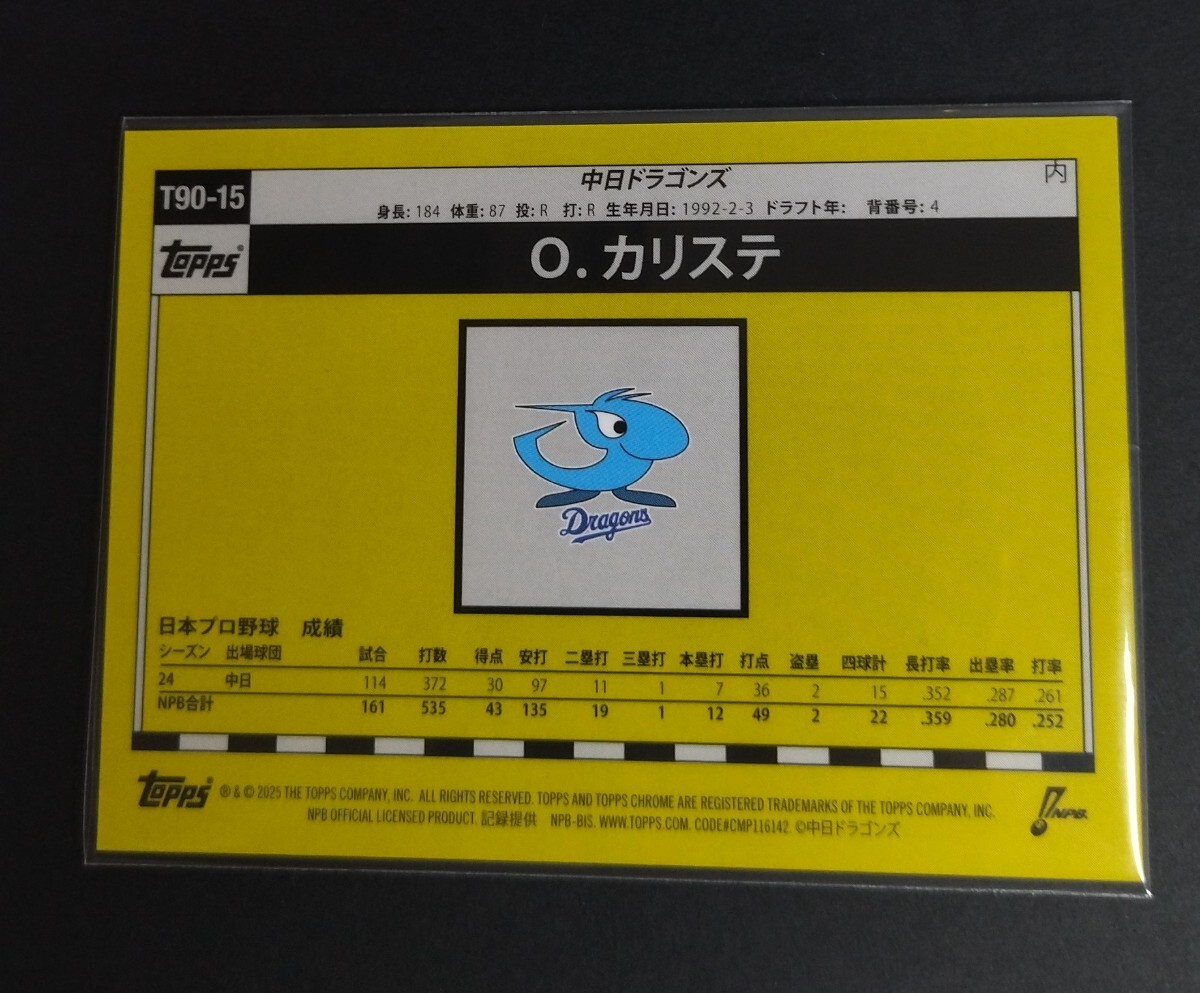 T90-15
中日ドラゴンズ
内
身長: 184 体重: 87 投: R 打: R 生年月日: 1992-2-3 ドラフト年: 背番号: 4
Topps®
O. カリステ
Dragons
日本プロ野球 成績
シーズン 出場球団 試合 打数 得点 安打 二塁打 三塁打 本塁打 打点 盗塁 四球計 長打率 出塁率 打率
24 中日 114 372 30 97 11 1 7 36 2 15 .352 .287 .261
NPB合計 161 535 43 135 19 1 12 49 2 22 .359 .280 .252
Topps ® & © 2025 THE TOPPS COMPANY, INC. ALL RIGHTS RESERVED. TOPPS AND TOPPS CHROME ARE REGISTERED TRADEMARKS OF THE TOPPS COMPANY, INC.
NPB OFFICIAL LICENSED PRODUCT. 記録提供 NPB-BIS. WWW.TOPPS.COM. CODE#CMP116142 ©中日ドラゴンズ
NPB